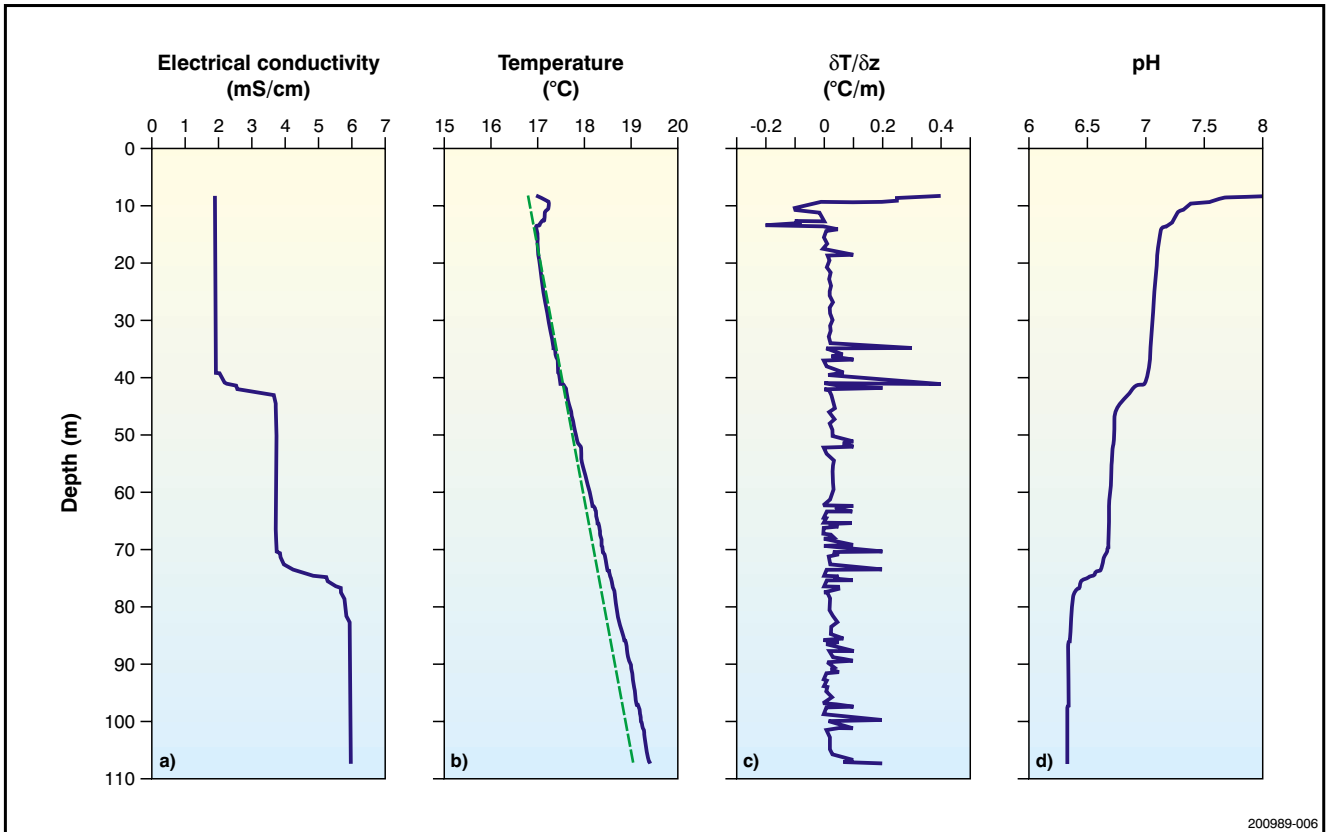 Electrical conductivity
(mS/cm)
Temperature
(°C)
δT/δz
(°C/m)
pH
0 1 2 3 4 5 6 7
15 16 17 18 19 20
-0.2 0 0.2 0.4
6 6.5 7 7.5 8
Depth (m)
0
10
20
30
40
50
60
70
80
90
100
110
a)
b)
c)
d)
200989-006